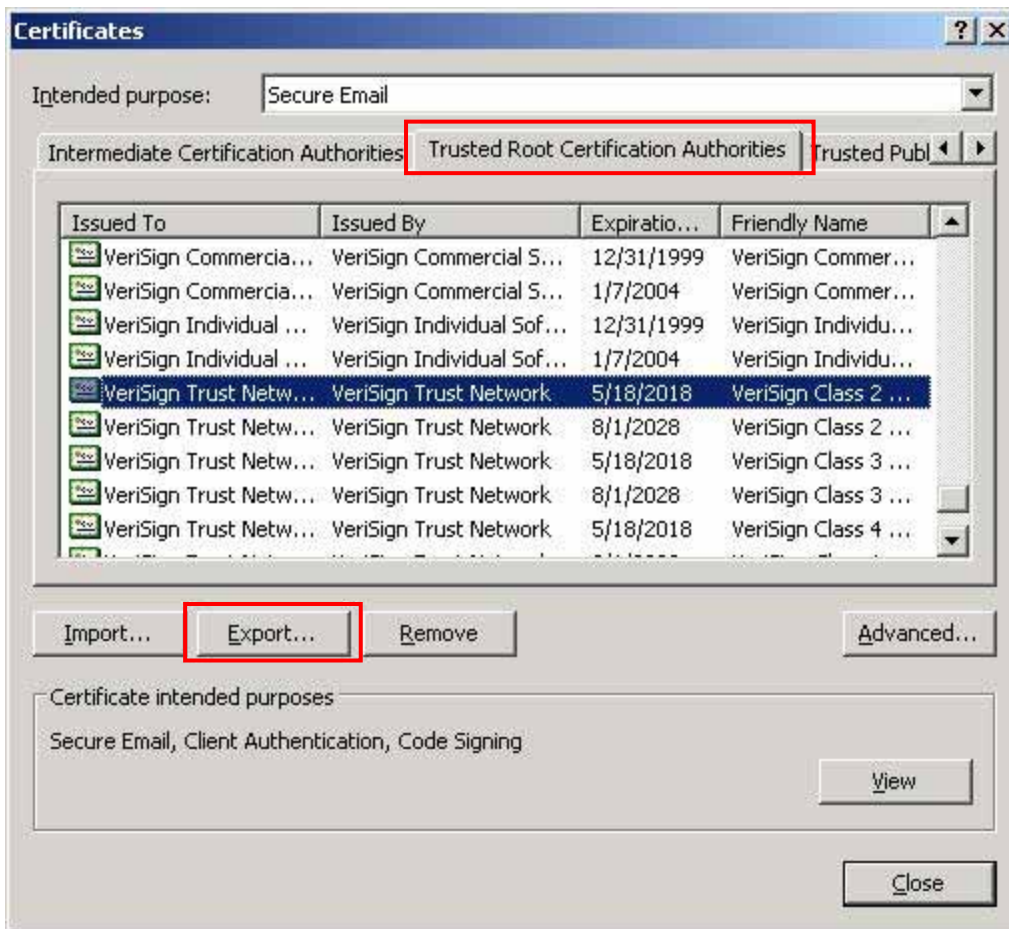 Certificates
Intended purpose: Secure Email
Intermediate Certification Authorities Trusted Root Certification Authorities Trusted Publ
Issued To Issued By Expiratio... Friendly Name
VeriSign Commercia... VeriSign Commercial S... 12/31/1999 VeriSign Commer...
VeriSign Commercia... VeriSign Commercial S... 1/7/2004 VeriSign Commer...
VeriSign Individual ... VeriSign Individual Sof... 12/31/1999 VeriSign Individu...
VeriSign Individual ... VeriSign Individual Sof... 1/7/2004 VeriSign Individu...
VeriSign Trust Netw... VeriSign Trust Network 5/18/2018 VeriSign Class 2 ...
VeriSign Trust Netw... VeriSign Trust Network 8/1/2028 VeriSign Class 2 ...
VeriSign Trust Netw... VeriSign Trust Network 5/18/2018 VeriSign Class 3 ...
VeriSign Trust Netw... VeriSign Trust Network 8/1/2028 VeriSign Class 3 ...
VeriSign Trust Netw... VeriSign Trust Network 5/18/2018 VeriSign Class 4 ...
Import... Export... Remove Advanced...
Certificate intended purposes
Secure Email, Client Authentication, Code Signing
View
Close